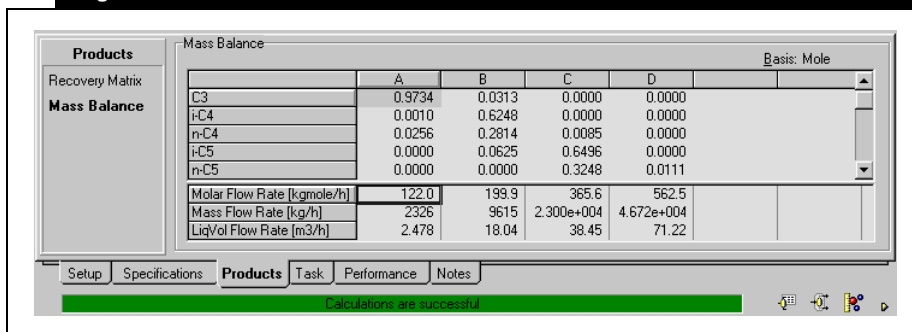 Products
Mass Balance
Basis: Mole
Recovery Matrix
Mass Balance
A B C D
C3 0.9734 0.0313 0.0000 0.0000
i-C4 0.0010 0.6248 0.0000 0.0000
n-C4 0.0256 0.2814 0.0085 0.0000
i-C5 0.0000 0.0625 0.6496 0.0000
n-C5 0.0000 0.0000 0.3248 0.0111
Molar Flow Rate [kgmole/h] 122.0 199.9 365.6 562.5
Mass Flow Rate [kg/h] 2326 9615 2.300e+004 4.672e+004
LiqVol Flow Rate [m3/h] 2.478 18.04 38.45 71.22
Setup Specifications Products Task Performance Notes
Calculations are successful